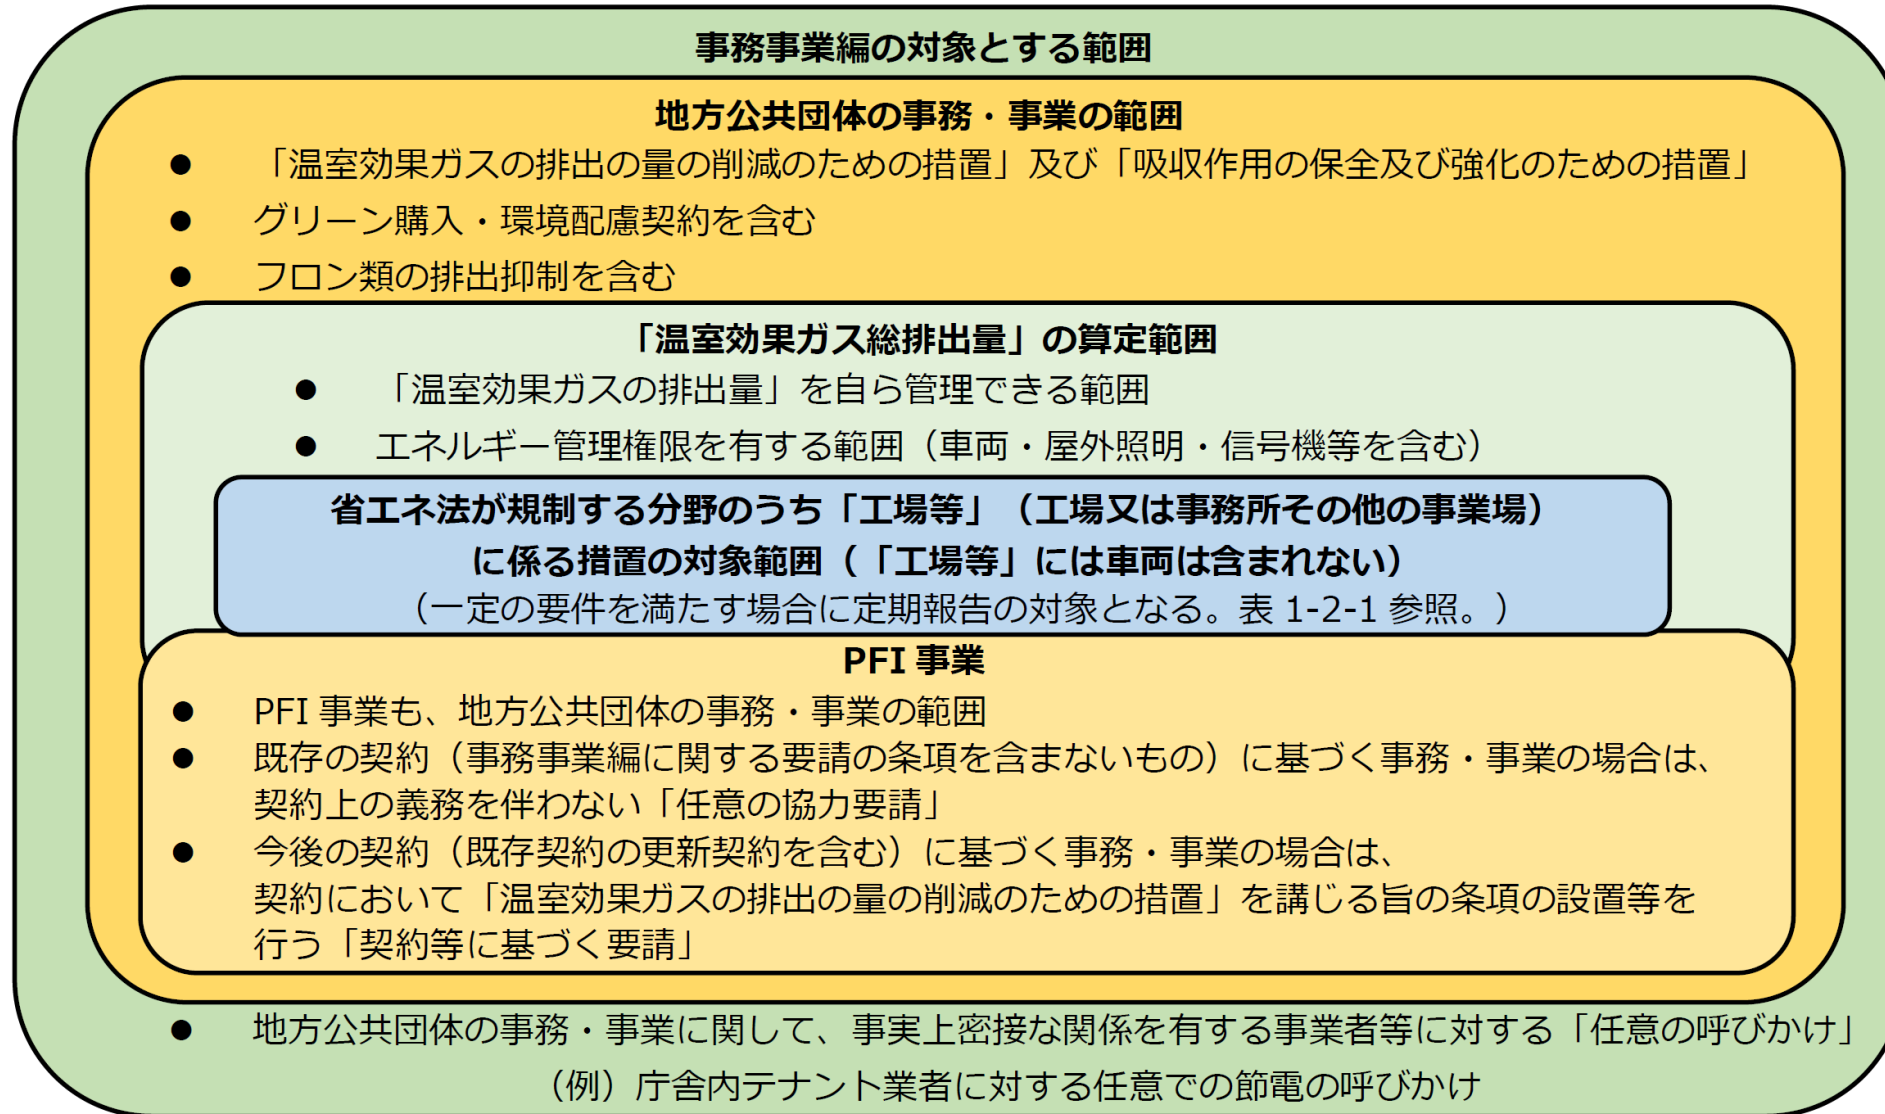 事務事業編の対象とする範囲
地方公共団体の事務・事業の範囲
● 「温室効果ガスの排出の量の削減のための措置」及び「吸収作用の保全及び強化のための措置」
● グリーン購入・環境配慮契約を含む
● フロン類の排出抑制を含む
「温室効果ガス総排出量」の算定範囲
● 「温室効果ガスの排出量」を自ら管理できる範囲
● エネルギー管理権限を有する範囲（車両・屋外照明・信号機等を含む）
省エネ法が規制する分野のうち「工場等」（工場又は事務所その他の事業場）
に係る措置の対象範囲（「工場等」には車両は含まれない）
（一定の要件を満たす場合に定期報告の対象となる。表 1-2-1 参照。）
PFI 事業
● PFI 事業も、地方公共団体の事務・事業の範囲
● 既存の契約（事務事業編に関する要請の条項を含まないもの）に基づく事務・事業の場合は、
契約上の義務を伴わない「任意の協力要請」
● 今後の契約（既存契約の更新契約を含む）に基づく事務・事業の場合は、
契約において「温室効果ガスの排出の量の削減のための措置」を講じる旨の条項の設置等を
行う「契約等に基づく要請」
● 地方公共団体の事務・事業に関して、事実上密接な関係を有する事業者等に対する「任意の呼びかけ」
（例）庁舎内テナント業者に対する任意での節電の呼びかけ